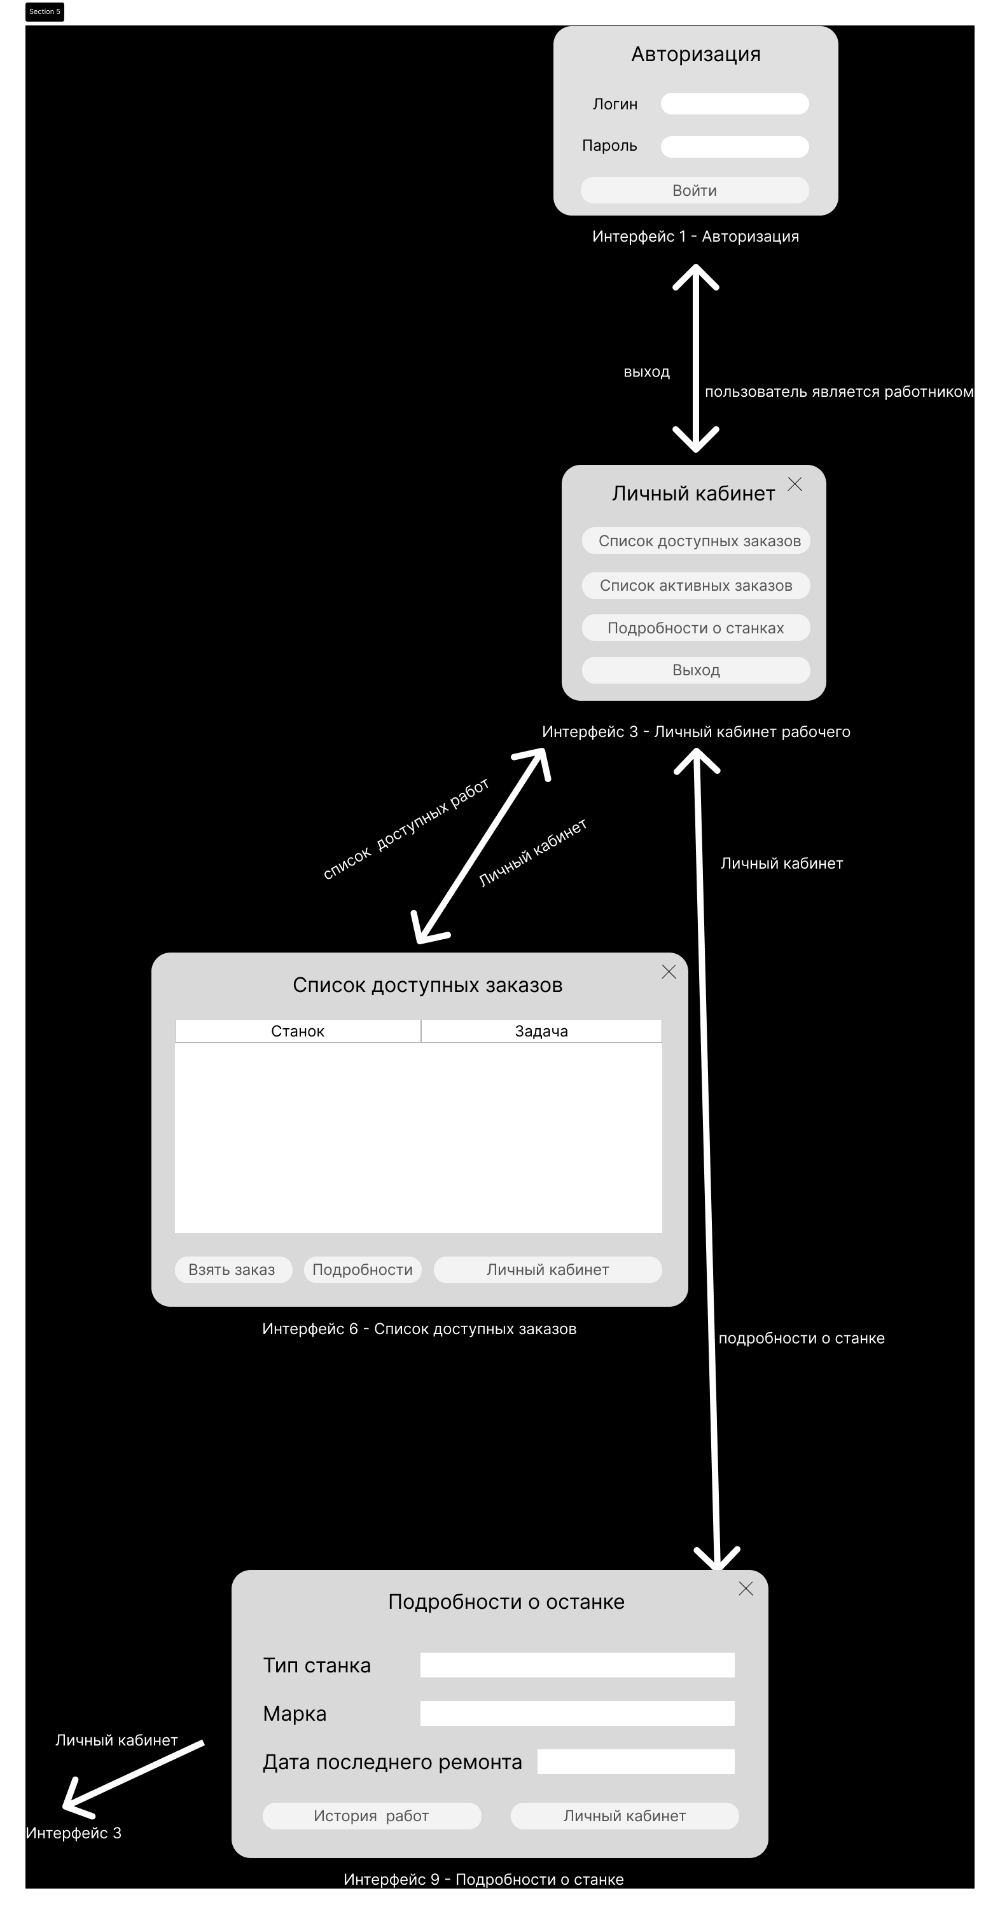 Section 5
Авторизация
Логин
Пароль
Войти
Интерфейс 1 - Авторизация
выход
пользователь является работником
Личный кабинет
Список доступных заказов
Список активных заказов
Подробности о станках
Выход
Интерфейс 3 - Личный кабинет рабочего
список доступных работ
Личный кабинет
Личный кабинет
Список доступных заказов
Станок Задача
Взять заказ Подробности Личный кабинет
Интерфейс 6 - Список доступных заказов
подробности о станке
Подробности о останке
Тип станка
Марка
Личный кабинет
Дата последнего ремонта
История работ Личный кабинет
Интерфейс 3
Интерфейс 9 - Подробности о станке